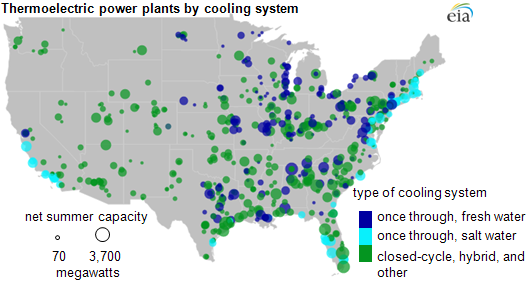 Thermoelectric power plants by cooling system
eia
type of cooling system
net summer capacity
once through, fresh water
once through, salt water
70 3,700
closed-cycle, hybrid, and
megawatts
other